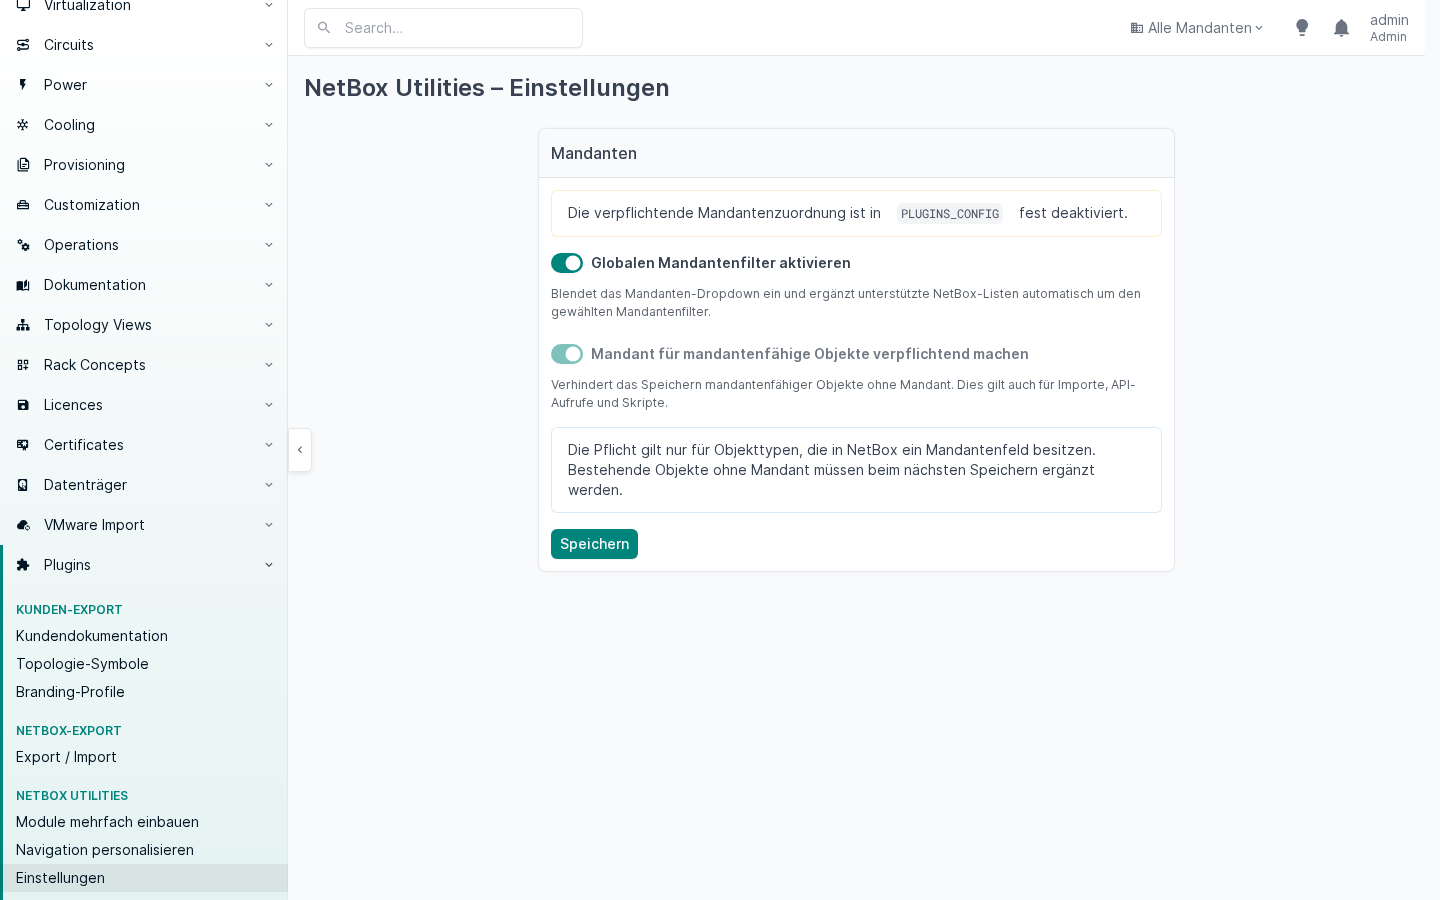 Virtualization
Circuits
Power
Cooling
Provisioning
Customization
Operations
Dokumentation
Topology Views
Rack Concepts
Licences
Certificates
Datenträger
VMware Import
Plugins
KUNDEN-EXPORT
Kundendokumentation
Topologie-Symbole
Branding-Profile
NETBOX-EXPORT
Export / Import
NETBOX UTILITIES
Module mehrfach einbauen
Navigation personalisieren
Einstellungen
Search...
Alle Mandanten
admin
Admin
NetBox Utilities – Einstellungen
Mandanten
Die verpflichtende Mandantenzuordnung ist in PLUGINS_CONFIG fest deaktiviert.
Globalen Mandantenfilter aktivieren
Blendet das Mandanten-Dropdown ein und ergänzt unterstützte NetBox-Listen automatisch um den
gewählten Mandantenfilter.
Mandant für mandantenfähige Objekte verpflichtend machen
Verhindert das Speichern mandantenfähiger Objekte ohne Mandant. Dies gilt auch für Importe, API-
Aufrufe und Skripte.
Die Pflicht gilt nur für Objekttypen, die in NetBox ein Mandantenfeld besitzen.
Bestehende Objekte ohne Mandant müssen beim nächsten Speichern ergänzt
werden.
Speichern